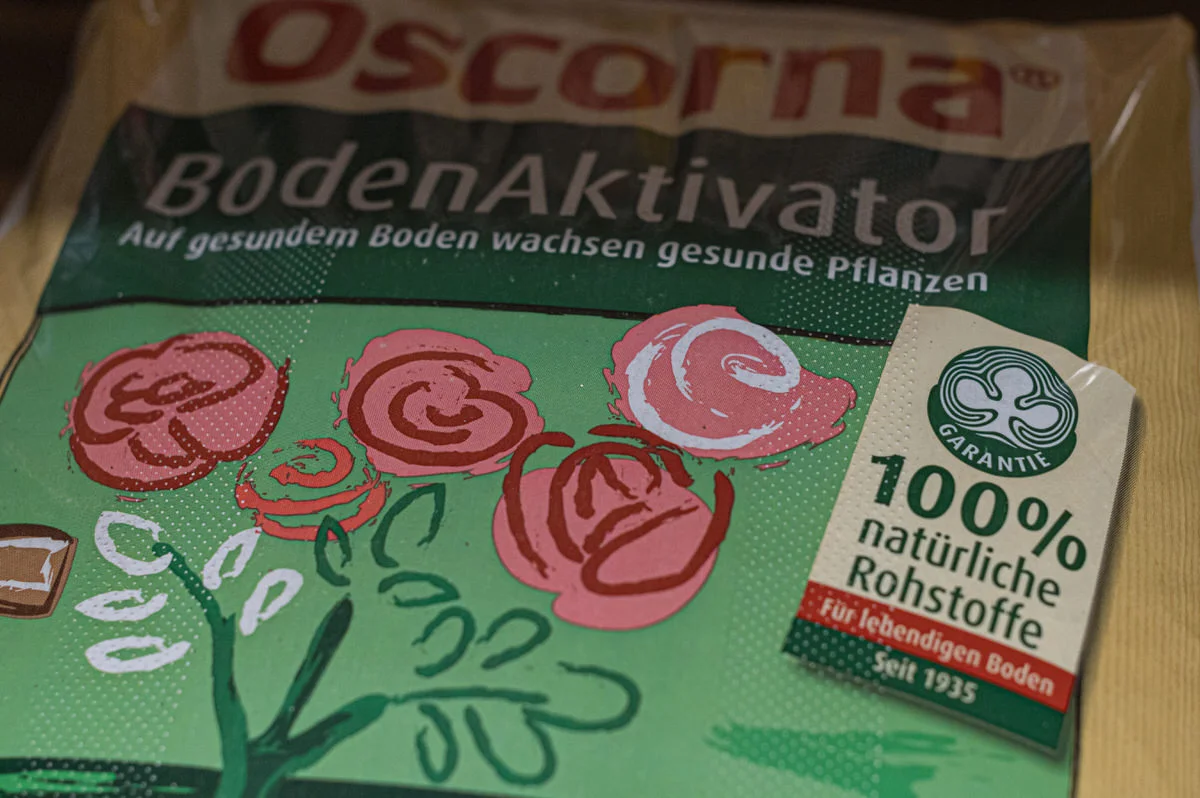 Oscorna®
BodenAktivator
Auf gesundem Boden wachsen gesunde Pflanzen
GARANTIE
100%
natürliche
Rohstoffe
Für lebendigen Boden
Seit 1935